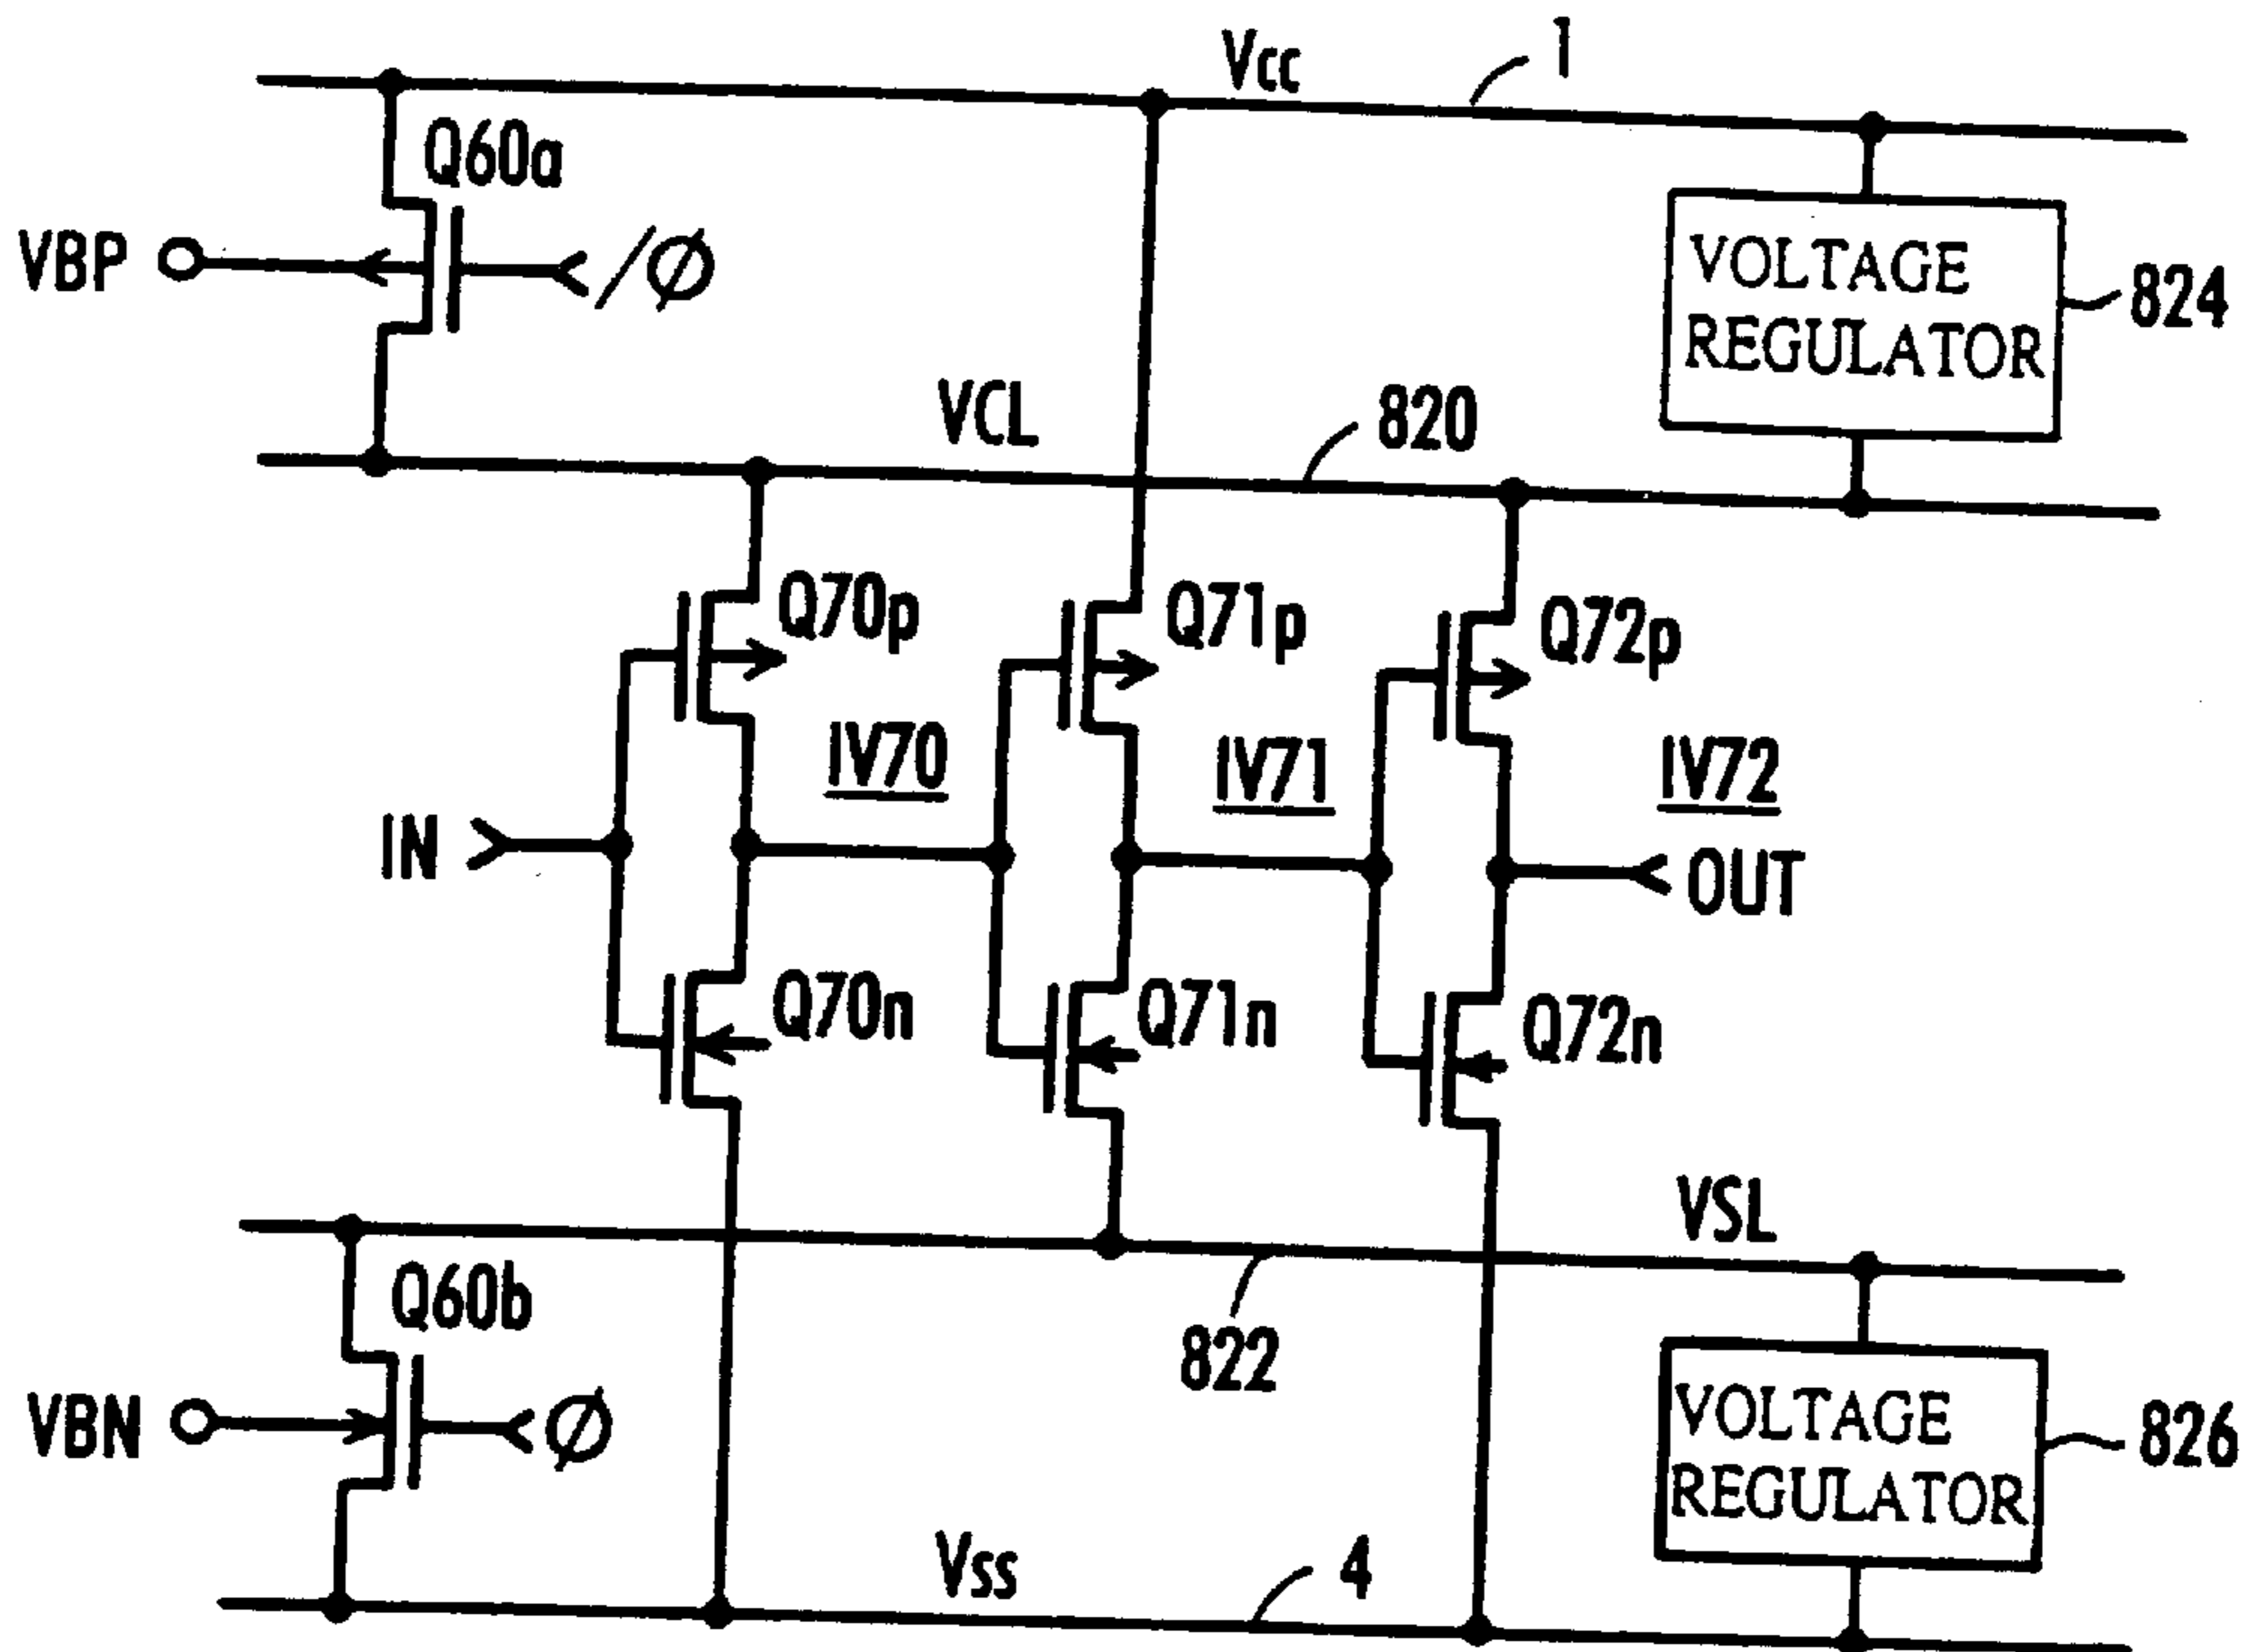 Vcc
1
Q60a
VBP
/Ø
VOLTAGE
REGULATOR
824
VCL
820
Q70p
Q71p
Q72p
IV70
IV71
IV72
IN
OUT
Q70n
Q71n
Q72n
VSL
Q60b
822
VBN
Ø
VOLTAGE
REGULATOR
826
Vss
4